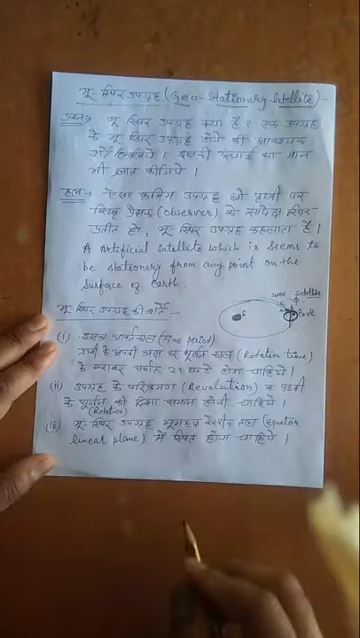 भू-स्थिर उपग्रह (Geo-Stationary Satellite) -
प्रश्न→ भू स्थिर उपग्रह क्या है? एक उपग्रह
के भू स्थिर उपग्रह होने की आवश्यक
शर्तें लिखिये। इसकी ऊंचाई का मान
भी ज्ञात कीजिये।
हल→ ऐसा कृत्रिम उपग्रह जो पृथ्वी पर
स्थित प्रेक्षक (observer) के सापेक्ष स्थिर
प्रतीत हो, भू स्थिर उपग्रह कहलाता है।
A Artificial satellite which is seems to
be stationary from any point on the
surface of Earth.
satellite
Earth
S
भू-स्थिर उपग्रह की शर्तें
(i) इसका आवर्तकाल (Time period)
पृथ्वी के अपनी अक्ष पर घूर्णन काल (Rotation time)
के बराबर अर्थात 24 घण्टे होना चाहिये।
(ii) उपग्रह के परिक्रमण (Revolution) व पृथ्वी
के घूर्णन की दिशा समान होनी चाहिये।
(Rotation)
(iii) भू-स्थिर उपग्रह भूमध्य रेखीय तल (Equator
linear plane) में स्थित होना चाहिये।